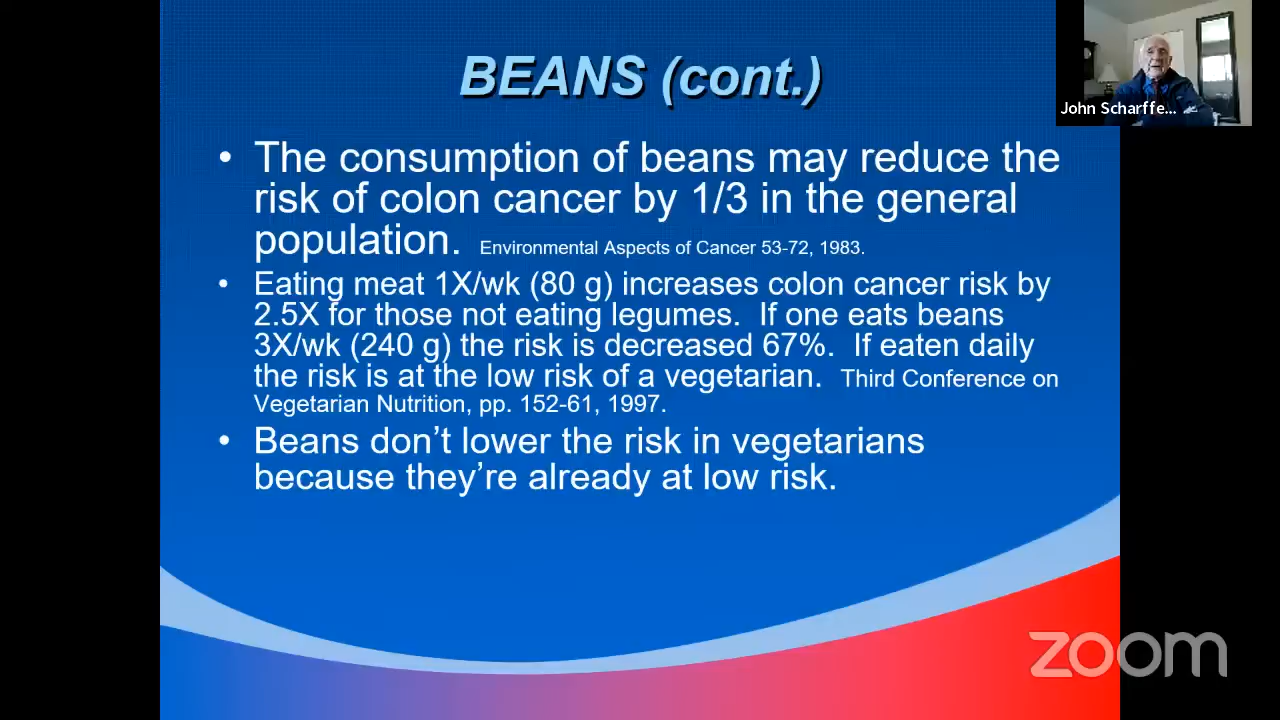 BEANS (cont.)
John Scharffe...
• The consumption of beans may reduce the
risk of colon cancer by 1/3 in the general
population. Environmental Aspects of Cancer 53-72, 1983.
• Eating meat 1X/wk (80 g) increases colon cancer risk by
2.5X for those not eating legumes. If one eats beans
3X/wk (240 g) the risk is decreased 67%. If eaten daily
the risk is at the low risk of a vegetarian. Third Conference on
Vegetarian Nutrition, pp. 152-61, 1997.
• Beans don't lower the risk in vegetarians
because they're already at low risk.
zoom